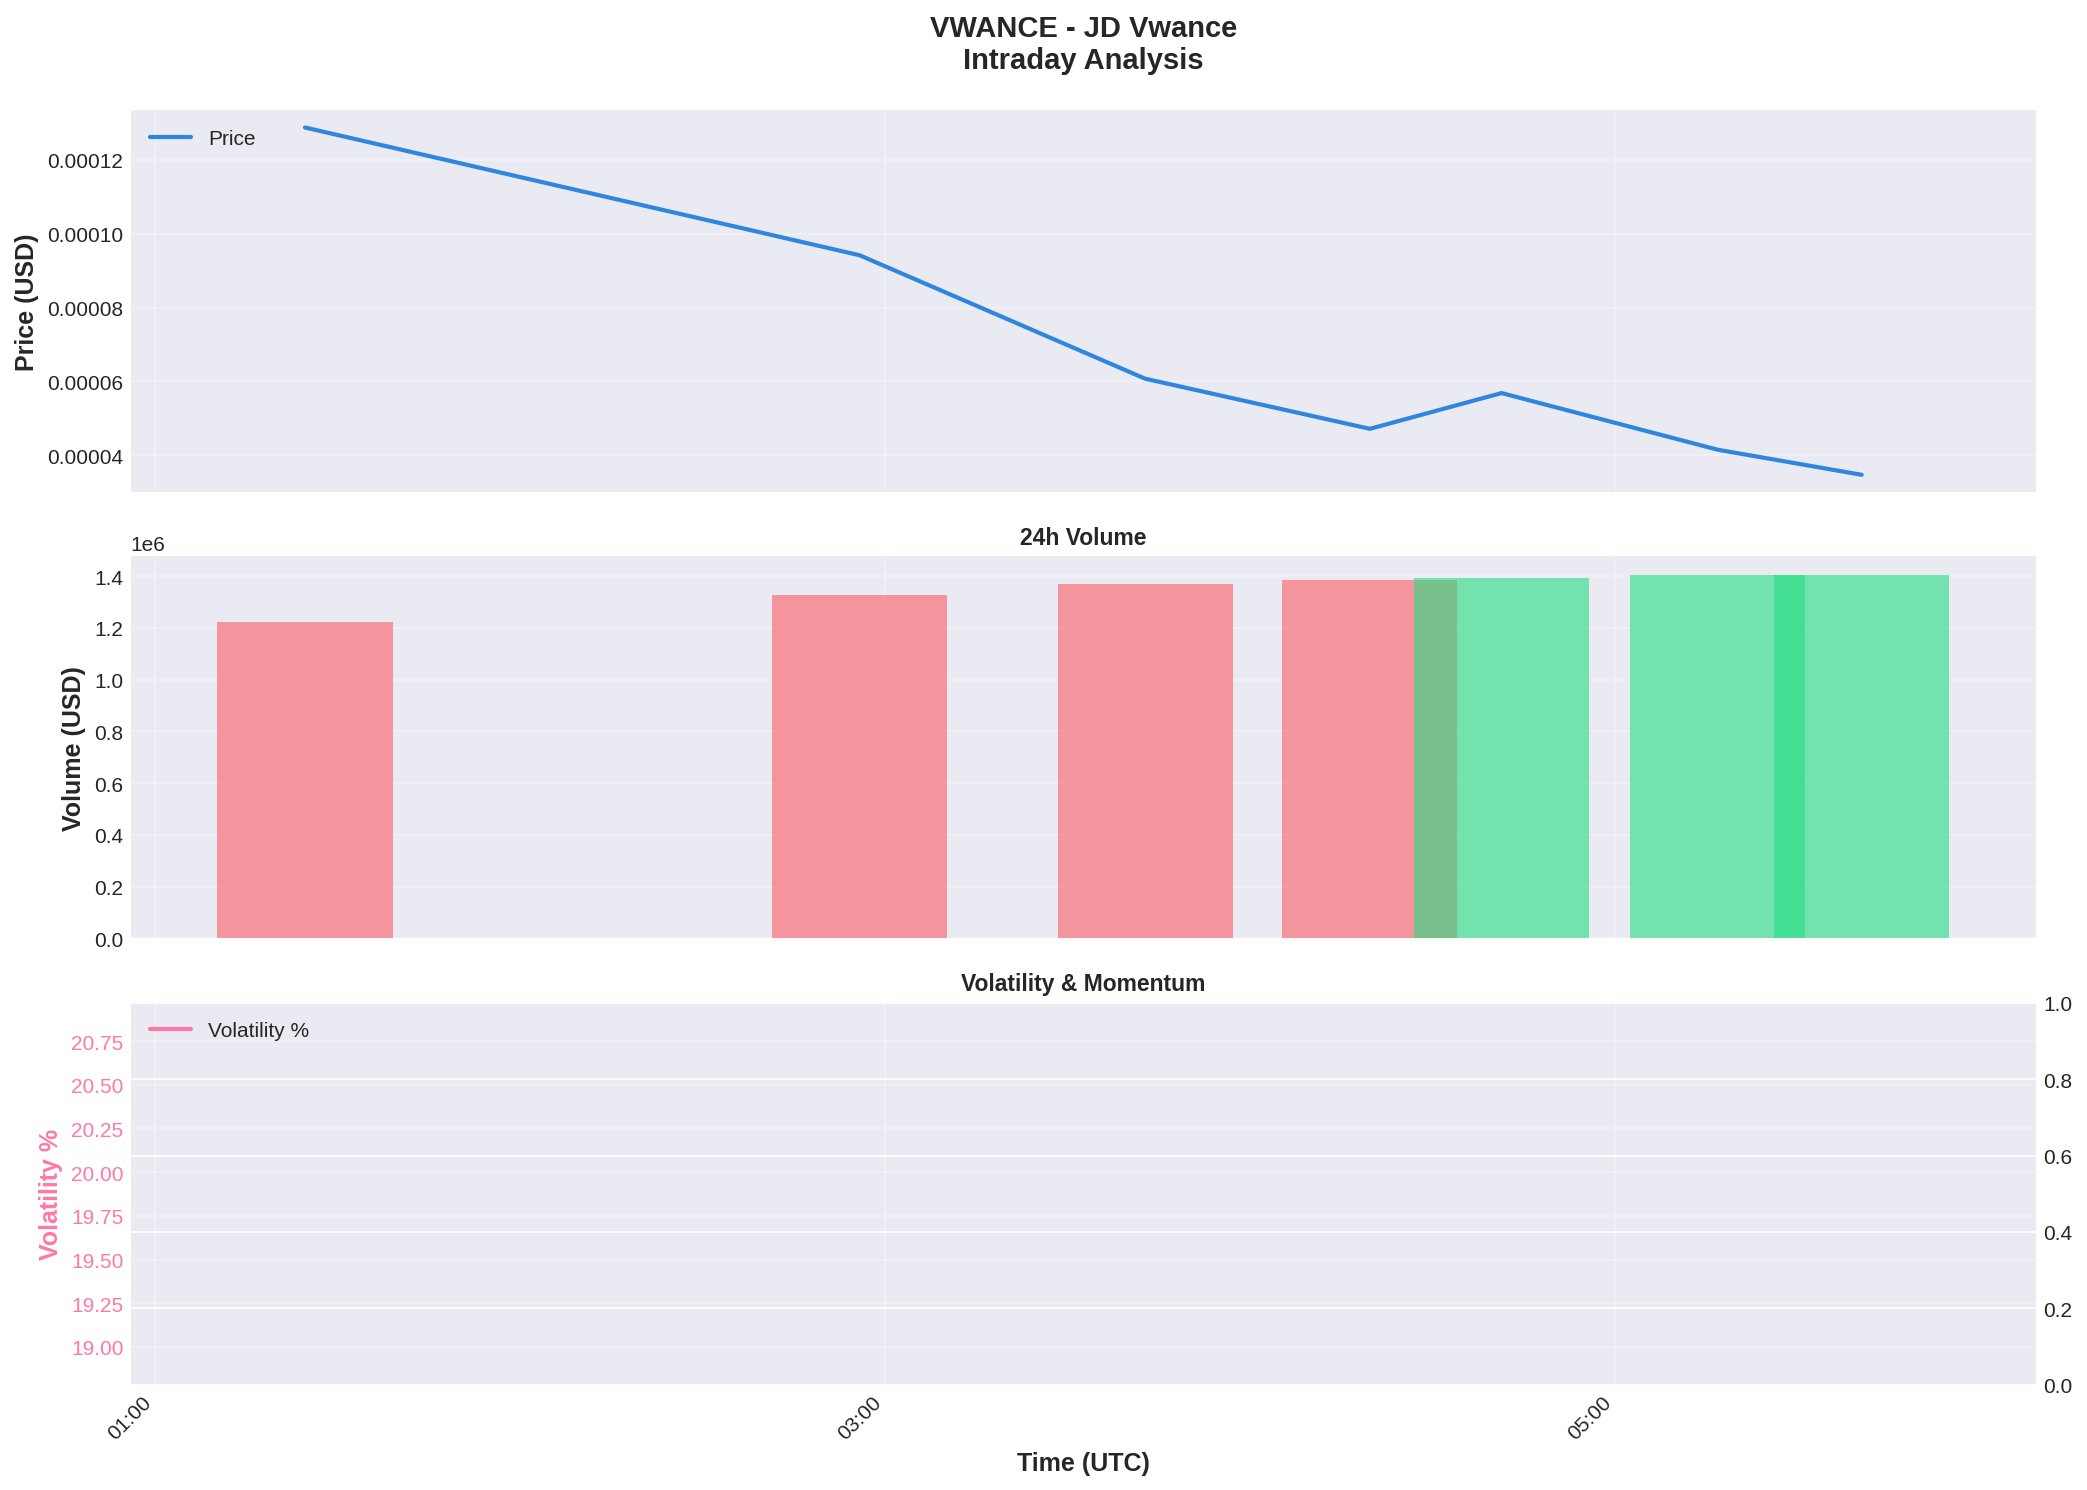 VWANCE - JD Vwance
Intraday Analysis
Price
0.00012
0.00010
0.00008
0.00006
0.00004
Price (USD)
24h Volume
1e6
1.4
1.2
1.0
0.8
0.6
0.4
0.2
0.0
Volume (USD)
Volatility & Momentum
Volatility %
20.75
20.50
20.25
20.00
19.75
19.50
19.25
19.00
Volatility %
1.0
0.8
0.6
0.4
0.2
0.0
01:00
03:00
05:00
Time (UTC)